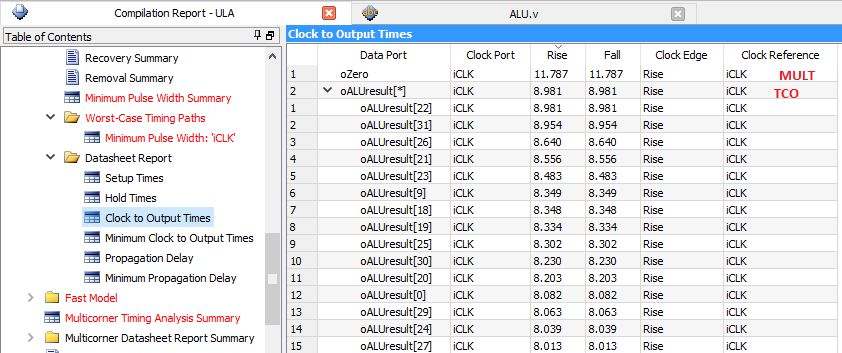 Compilation Report - ULA
ALU.v
Table of Contents
Recovery Summary
Removal Summary
Minimum Pulse Width Summary
Worst-Case Timing Paths
Minimum Pulse Width: 'iCLK'
Datasheet Report
Setup Times
Hold Times
Clock to Output Times
Minimum Clock to Output Times
Propagation Delay
Minimum Propagation Delay
Fast Model
Multicorner Timing Analysis Summary
Multicorner Datasheet Report Summary
Clock to Output Times
Data Port Clock Port Rise Fall Clock Edge Clock Reference
1 oZero iCLK 11.787 11.787 Rise iCLK MULT
2 oALUresult[*] iCLK 8.981 8.981 Rise iCLK TCO
1 oALUresult[22] iCLK 8.981 8.981 Rise iCLK
2 oALUresult[31] iCLK 8.954 8.954 Rise iCLK
3 oALUresult[26] iCLK 8.640 8.640 Rise iCLK
4 oALUresult[21] iCLK 8.556 8.556 Rise iCLK
5 oALUresult[23] iCLK 8.483 8.483 Rise iCLK
6 oALUresult[9] iCLK 8.349 8.349 Rise iCLK
7 oALUresult[18] iCLK 8.348 8.348 Rise iCLK
8 oALUresult[19] iCLK 8.334 8.334 Rise iCLK
9 oALUresult[25] iCLK 8.302 8.302 Rise iCLK
10 oALUresult[30] iCLK 8.230 8.230 Rise iCLK
11 oALUresult[20] iCLK 8.203 8.203 Rise iCLK
12 oALUresult[0] iCLK 8.082 8.082 Rise iCLK
13 oALUresult[29] iCLK 8.063 8.063 Rise iCLK
14 oALUresult[24] iCLK 8.039 8.039 Rise iCLK
15 oALUresult[27] iCLK 8.013 8.013 Rise iCLK